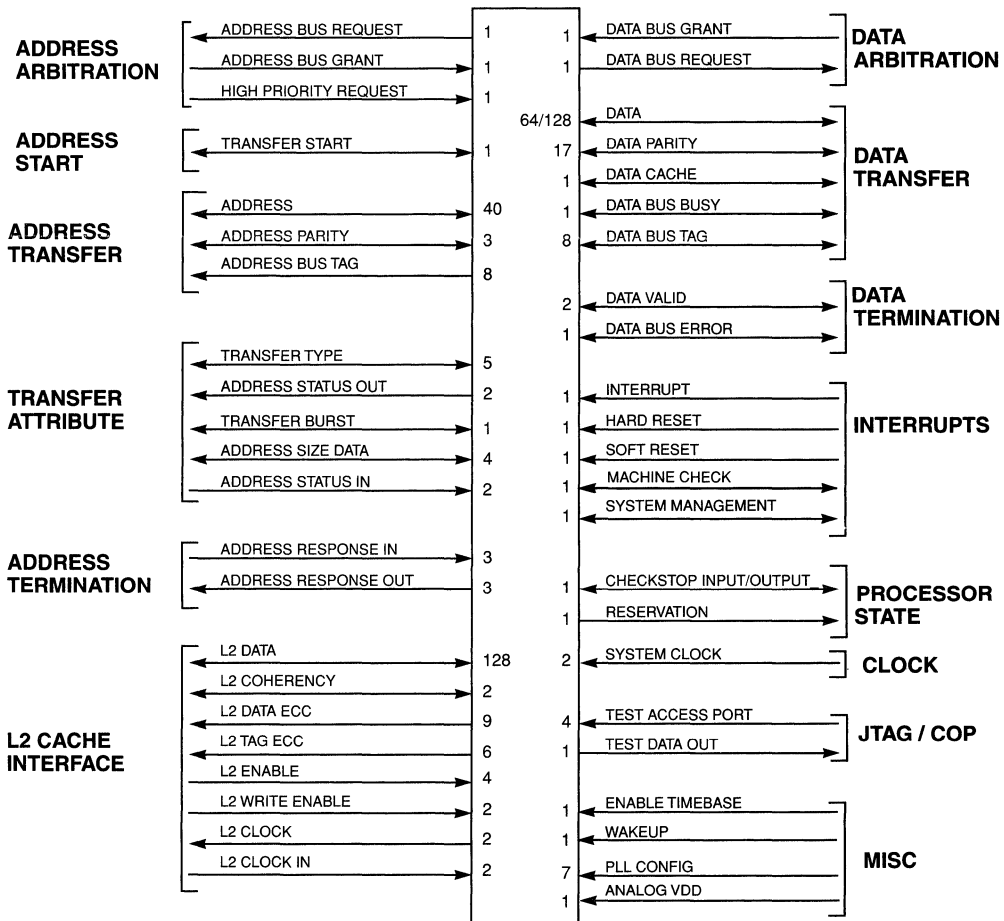 ADDRESS
ARBITRATION
ADDRESS BUS REQUEST 1
ADDRESS BUS GRANT 1
HIGH PRIORITY REQUEST 1
ADDRESS
START
TRANSFER START 1
ADDRESS
TRANSFER
ADDRESS 40
ADDRESS PARITY 3
ADDRESS BUS TAG 8
TRANSFER
ATTRIBUTE
TRANSFER TYPE 5
ADDRESS STATUS OUT 2
TRANSFER BURST 1
ADDRESS SIZE DATA 4
ADDRESS STATUS IN 2
ADDRESS
TERMINATION
ADDRESS RESPONSE IN 3
ADDRESS RESPONSE OUT 3
L2 CACHE
INTERFACE
L2 DATA 128
L2 COHERENCY 2
L2 DATA ECC 9
L2 TAG ECC 6
L2 ENABLE 4
L2 WRITE ENABLE 2
L2 CLOCK 2
L2 CLOCK IN 2
1 DATA BUS GRANT
1 DATA BUS REQUEST
DATA
ARBITRATION
64/128 DATA
17 DATA PARITY
1 DATA CACHE
1 DATA BUS BUSY
8 DATA BUS TAG
DATA
TRANSFER
2 DATA VALID
1 DATA BUS ERROR
DATA
TERMINATION
1 INTERRUPT
1 HARD RESET
1 SOFT RESET
1 MACHINE CHECK
1 SYSTEM MANAGEMENT
INTERRUPTS
1 CHECKSTOP INPUT/OUTPUT
1 RESERVATION
PROCESSOR
STATE
2 SYSTEM CLOCK
CLOCK
4 TEST ACCESS PORT
1 TEST DATA OUT
JTAG / COP
1 ENABLE TIMEBASE
1 WAKEUP
7 PLL CONFIG
1 ANALOG VDD
MISC